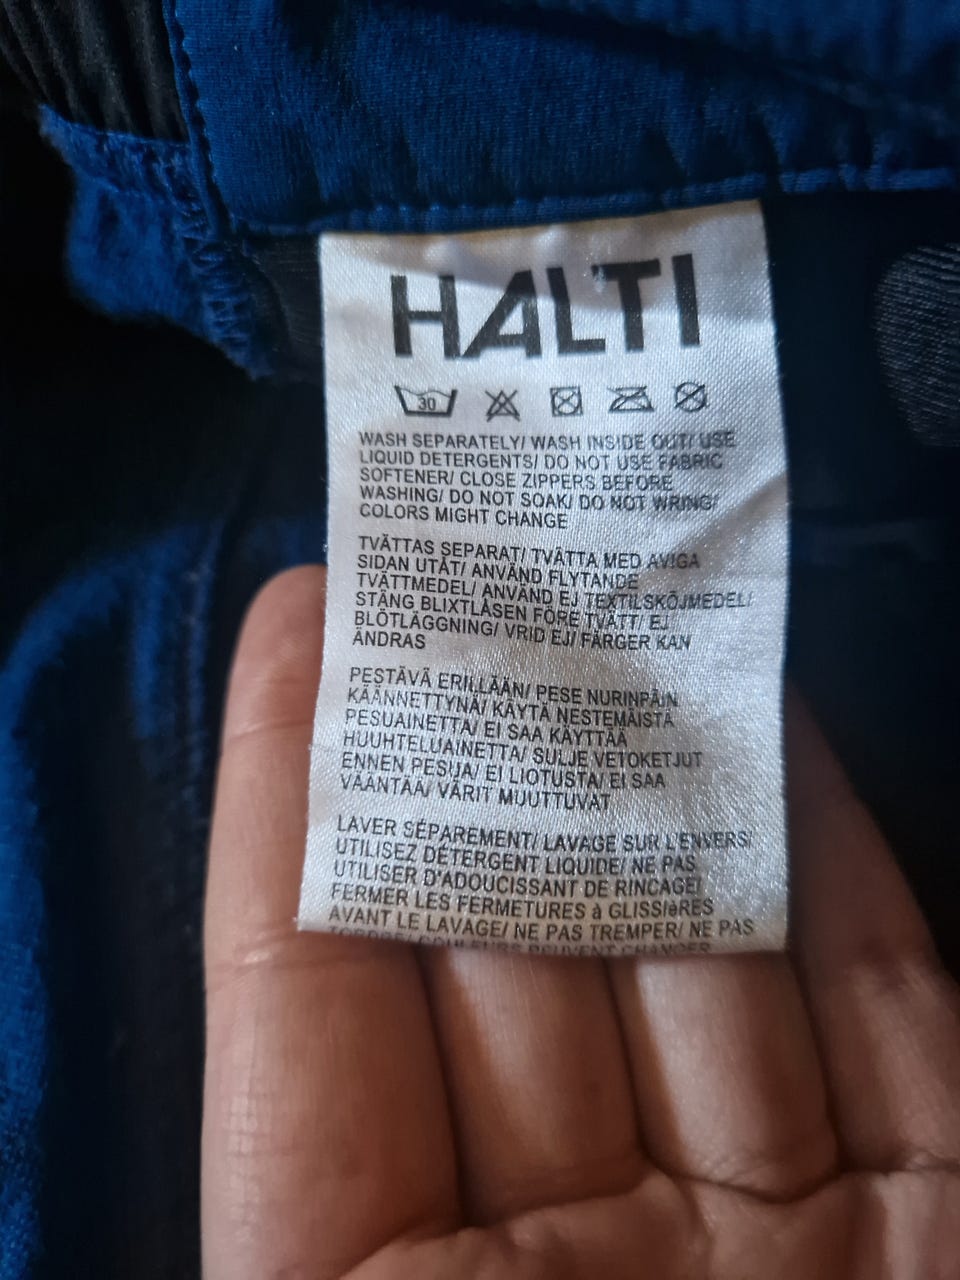 HALTI
30
WASH SEPARATELY/ WASH INSIDE OUT/ USE
LIQUID DETERGENTS/ DO NOT USE FABRIC
SOFTENER/ CLOSE ZIPPERS BEFORE
WASHING/ DO NOT SOAK/ DO NOT WRING/
COLORS MIGHT CHANGE
TVÄTTAS SEPARAT/ TVÄTTA MED AVIGA
SIDAN UTÅT/ ANVÄND FLYTANDE
TVÄTTMEDEL/ ANVÄND EJ TEXTILSKÖJMEDEL/
STÄNG BLIXTLÅSEN FÖRE TVÄTT/ EJ
BLÖTLÄGGNING/ VRID EJ/ FÄRGER KAN
ÄNDRAS
PESTÄVÄ ERILLÄÄN/ PESE NURINPÄIN
KÄÄNNETTYNÄ/ KÄYTÄ NESTEMÄISTÄ
PESUAINETTA/ EI SAA KÄYTTÄÄ
HUUHTELUAINETTA/ SULJE VETOKETJUT
ENNEN PESUA/ EI LIOTUSTA/ EI SAA
VÄÄNTÄÄ/ VÄRIT MUUTTUVAT
LAVER SÉPAREMENT/ LAVAGE SUR L'ENVERS/
UTILISEZ DÉTERGENT LIQUIDE/ NE PAS
UTILISER D'ADOUCISSANT DE RINCAGE/
FERMER LES FERMETURES à GLISSIèRES
AVANT LE LAVAGE/ NE PAS TREMPER/ NE PAS
TORDRE/ COULEURS PEUVENT CHANGER